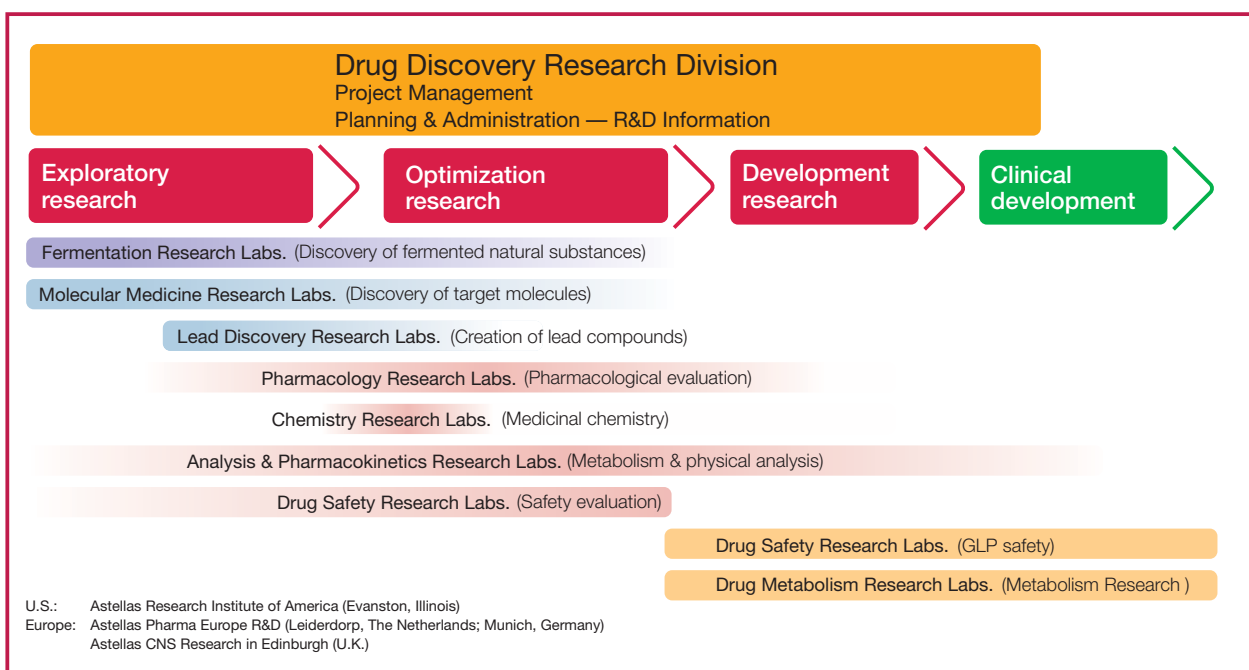 Drug Discovery Research Division
Project Management
Planning & Administration — R&D Information
Exploratory
research
Optimization
research
Development
research
Clinical
development
Fermentation Research Labs. (Discovery of fermented natural substances)
Molecular Medicine Research Labs. (Discovery of target molecules)
Lead Discovery Research Labs. (Creation of lead compounds)
Pharmacology Research Labs. (Pharmacological evaluation)
Chemistry Research Labs. (Medicinal chemistry)
Analysis & Pharmacokinetics Research Labs. (Metabolism & physical analysis)
Drug Safety Research Labs. (Safety evaluation)
Drug Safety Research Labs. (GLP safety)
Drug Metabolism Research Labs. (Metabolism Research )
U.S.: Astellas Research Institute of America (Evanston, Illinois)
Europe: Astellas Pharma Europe R&D (Leiderdorp, The Netherlands; Munich, Germany)
Astellas CNS Research in Edinburgh (U.K.)